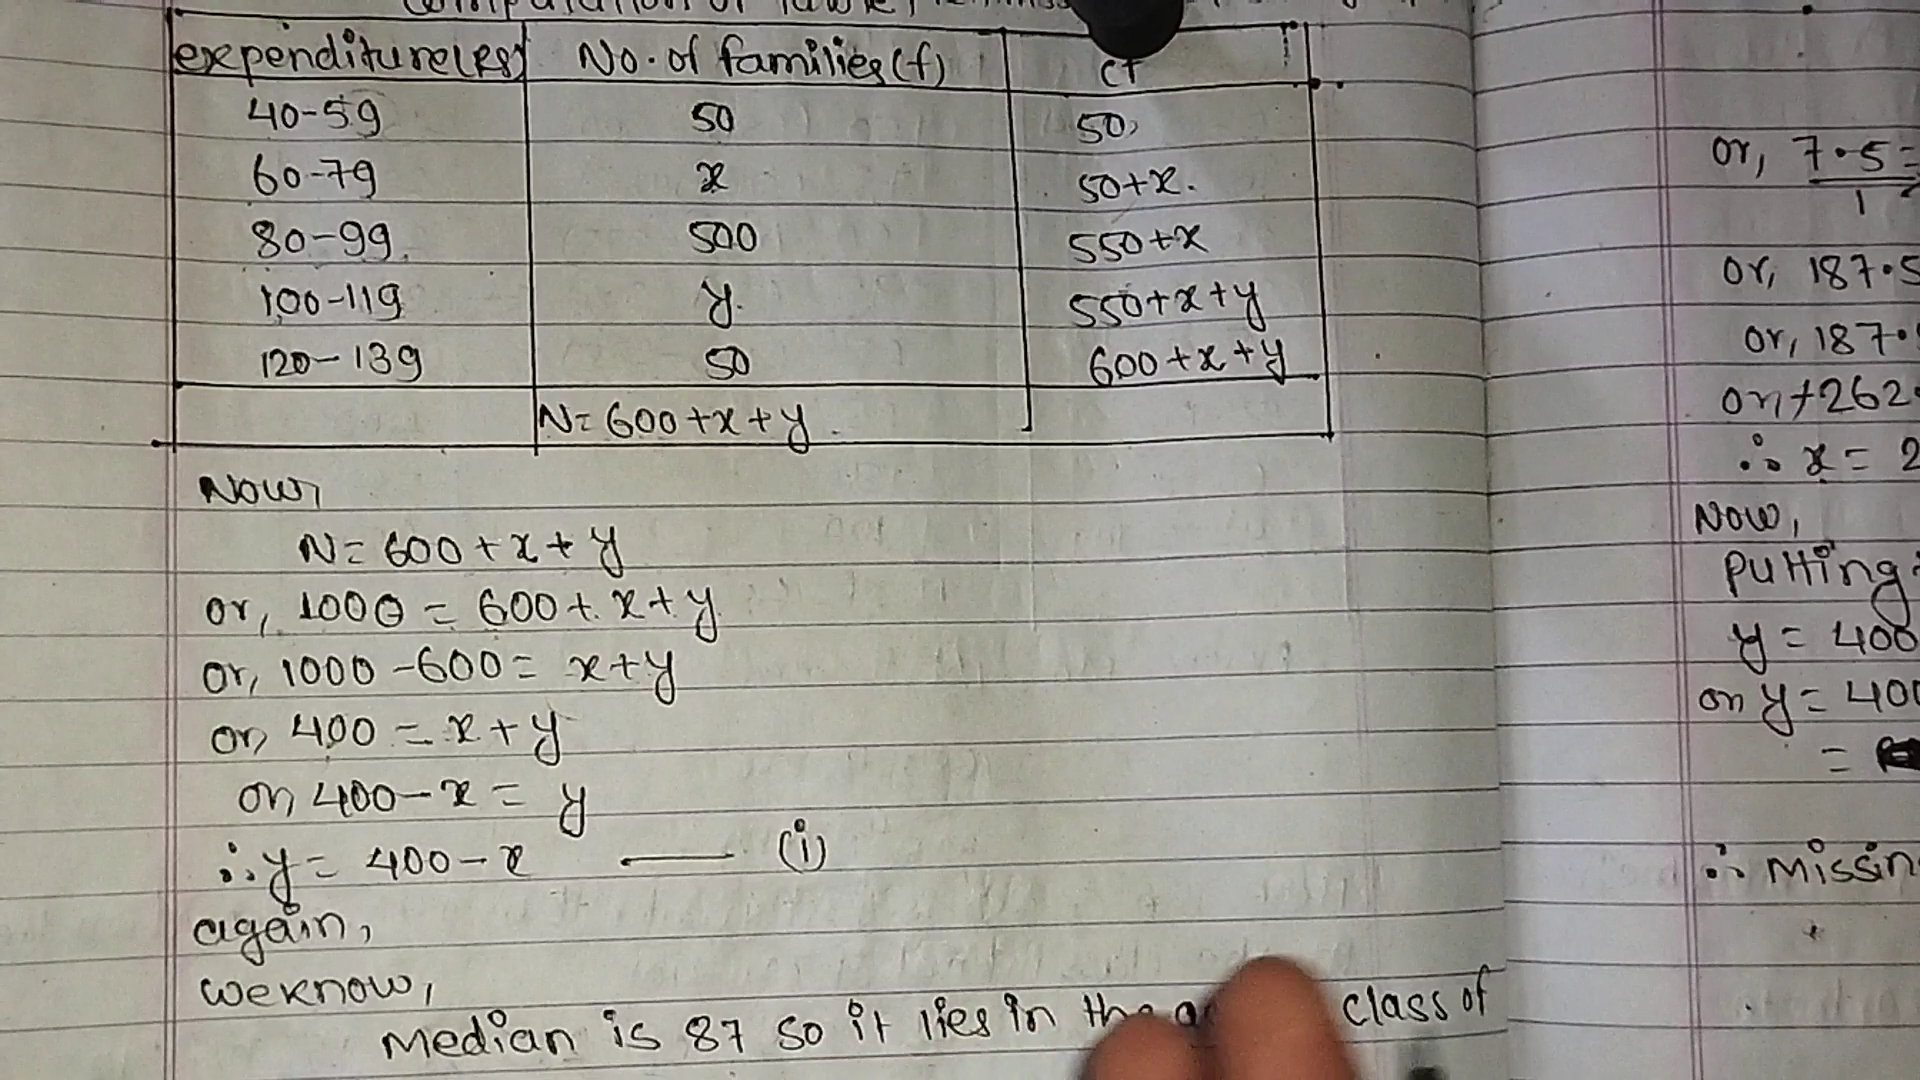 expenditure(RS) No. of families (f) cf
40-59 50 50
60-79 x 50+x.
80-99 500 550+x
100-119 y. 550+x+y
120-139 50 600+x+y
N= 600+x+y
Now,
N= 600+x+y
or, 1000 = 600+x+y
or, 1000-600= x+y
or, 400 = x+y
or, 400-x= y
∴y= 400-x —— (i)
again,
we know,
Median is 87 so it lies in the class of
or, 7.5 =
1
or, 187.5
or, 187.
or, +262
∴ x = 2
Now,
Putting
y = 400
or, y = 400
=
∴ Missin